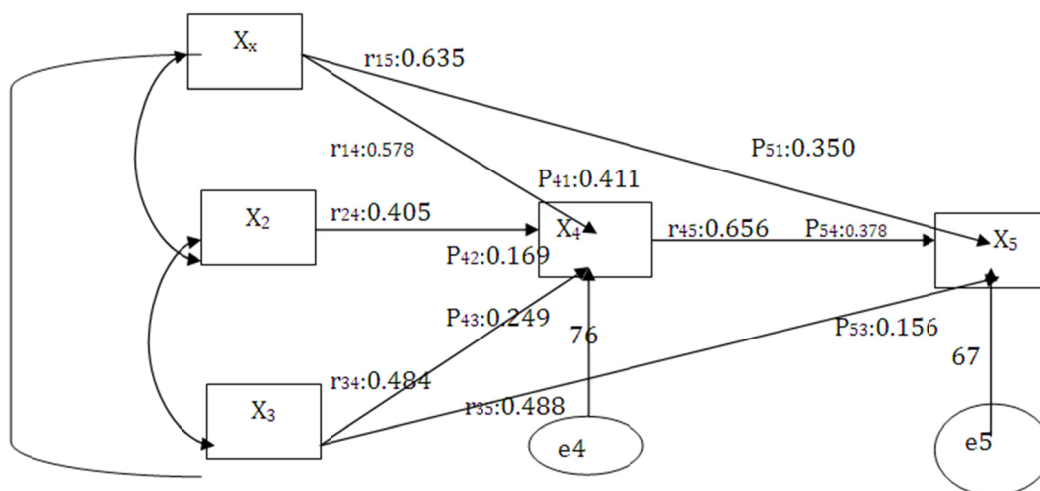 Xx
r15:0.635
P51:0.350
r14:0.578
P41:0.411
X2
r24:0.405
X4
r45:0.656
P54:0.378
X5
P42:0.169
P43:0.249
76
P53:0.156
67
X3
r34:0.484
r35:0.488
e4
e5